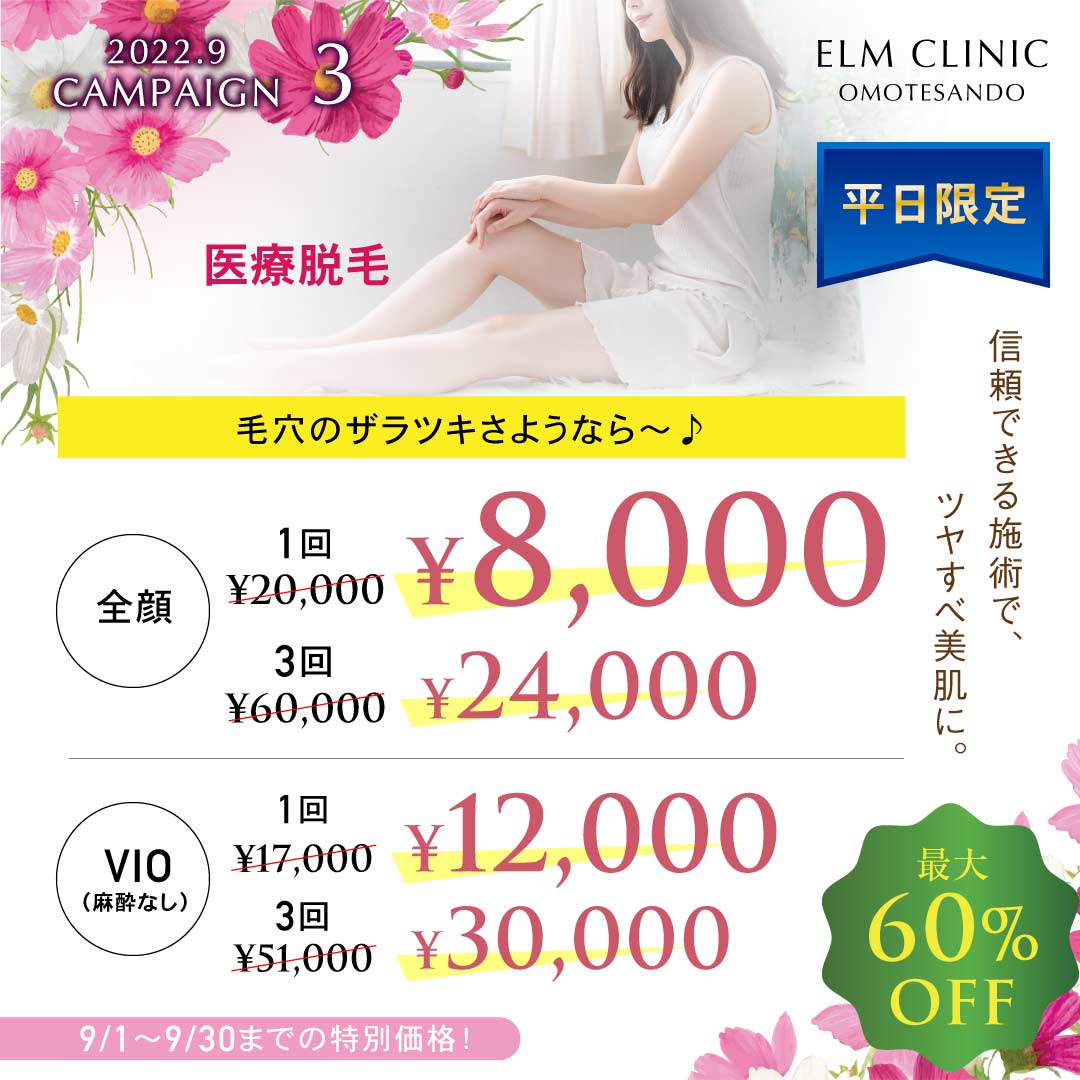 2022.9
CAMPAIGN 3
ELM CLINIC
OMOTESANDO
平日限定
医療脱毛
信頼できる施術で、
ツヤすべ美肌に。
毛穴のザラツキさようなら～♪
全顔
1回
¥20,000
¥8,000
3回
¥60,000
¥24,000
VIO
（麻酔なし）
1回
¥17,000
¥12,000
3回
¥51,000
¥30,000
最大
60%
OFF
9/1～9/30までの特別価格！